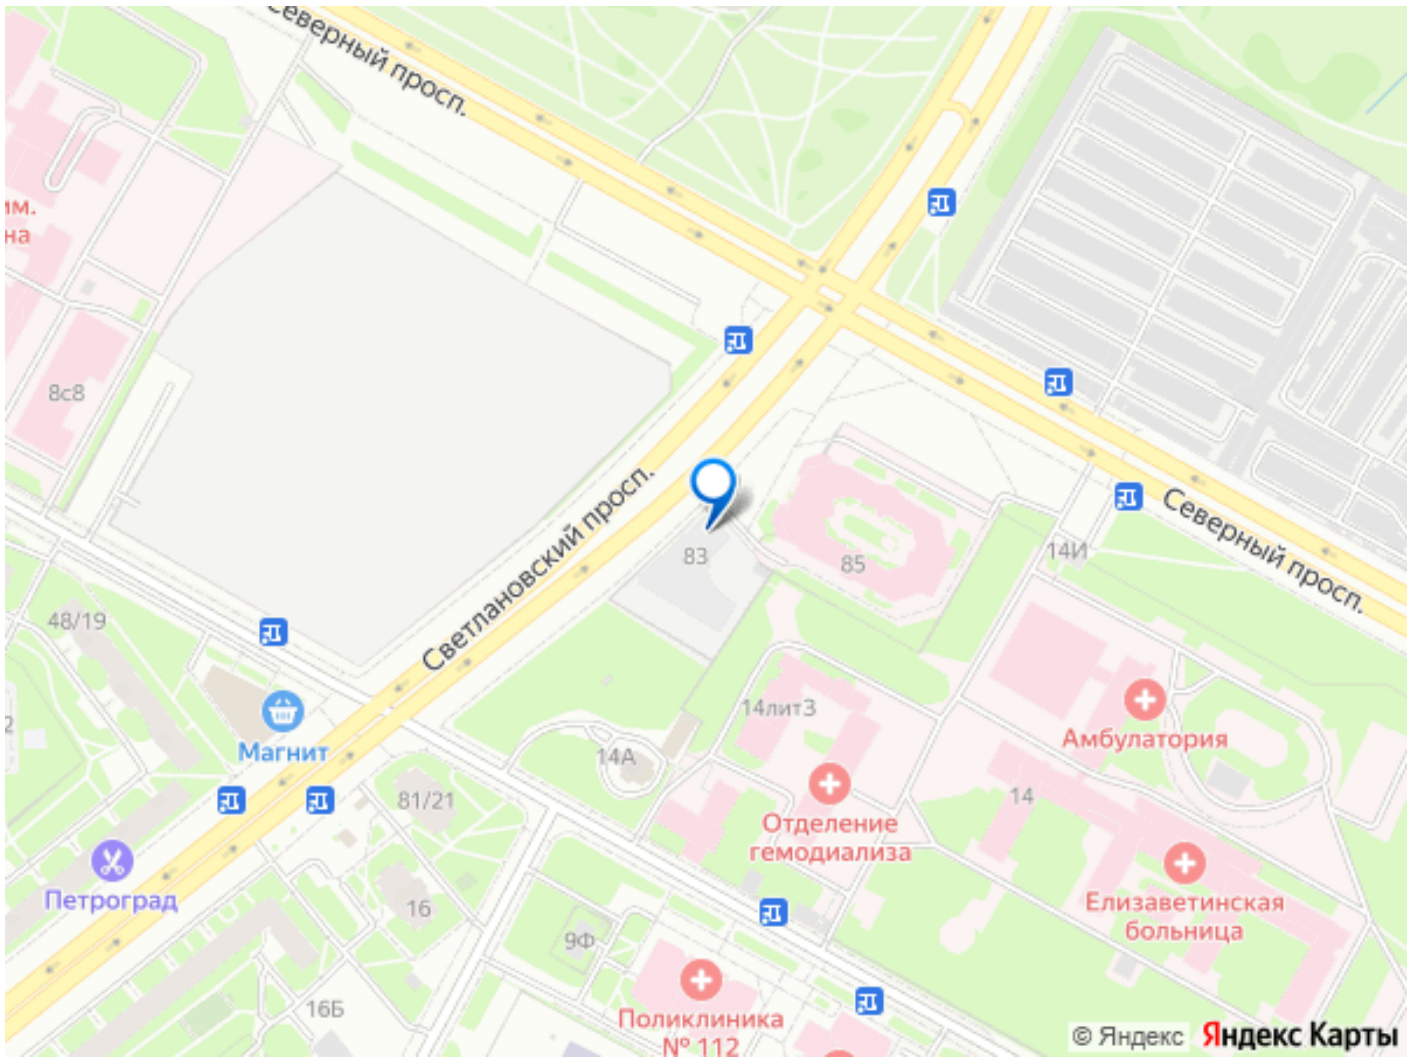 Северный просп.
им.
на
8с8
Светлановский просп.
83
85
14И
Северный просп.
48/19
2
Магнит
14лит3
14А
Амбулатория
81/21
14
Отделение
гемодиализа
Петроград
16
Елизаветинская
больница
9Ф
16Б
Поликлиника
№ 112
© Яндекс Яндекс Карты